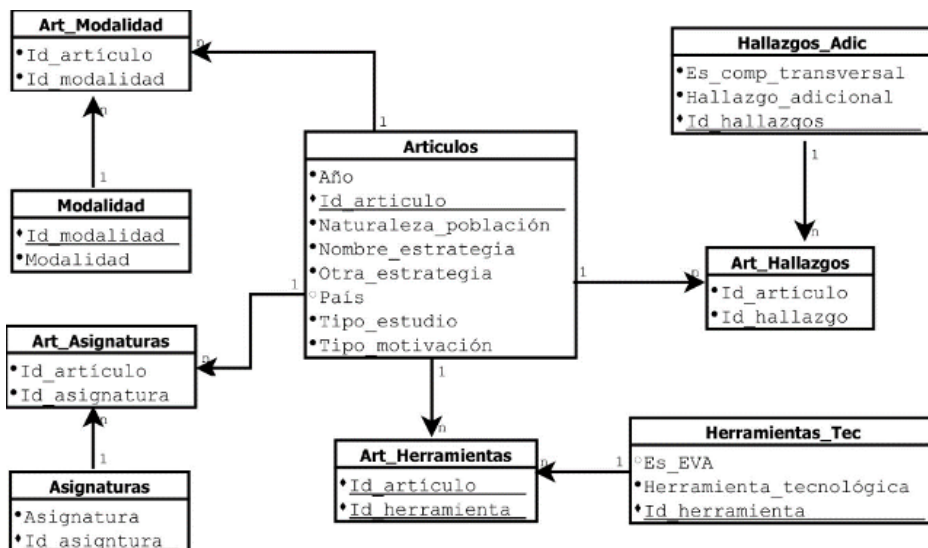 Art_Modalidad
Id_artículo
Id_modalidad
n
n
1
Modalidad
Id_modalidad
Modalidad
1
Articulos
Año
Id_articulo
Naturaleza_población
Nombre_estrategia
Otra_estrategia
País
Tipo_estudio
Tipo_motivación
1
1
1
Hallazgos_Adic
Es_comp_transversal
Hallazgo_adicional
Id_hallazgos
1
n
n
Art_Hallazgos
Id_articulo
Id_hallazgo
Art_Asignaturas
Id_artículo
Id_asignatura
n
n
1
Asignaturas
Asignatura
Id_asigntura
n
Art_Herramientas
Id_artículo
Id_herramienta
n
1
Herramientas_Tec
Es_EVA
Herramienta_tecnológica
Id_herramienta